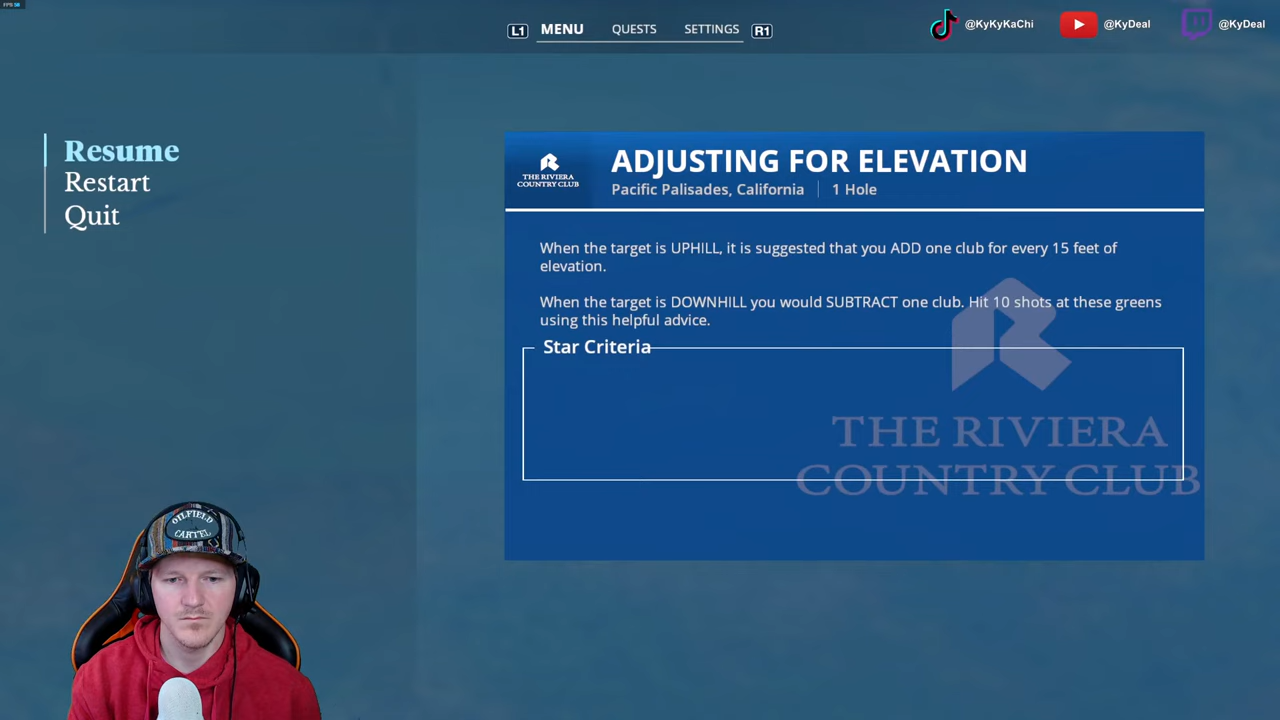 FPS 58
L1 MENU QUESTS SETTINGS R1
@KyKyKaChi @KyDeal @KyDeal
Resume
Restart
Quit
THE RIVIERA
COUNTRY CLUB
ADJUSTING FOR ELEVATION
Pacific Palisades, California 1 Hole
When the target is UPHILL, it is suggested that you ADD one club for every 15 feet of
elevation.
When the target is DOWNHILL you would SUBTRACT one club. Hit 10 shots at these greens
using this helpful advice.
Star Criteria
THE RIVIERA
COUNTRY CLUB
OILFIELD
CARTEL